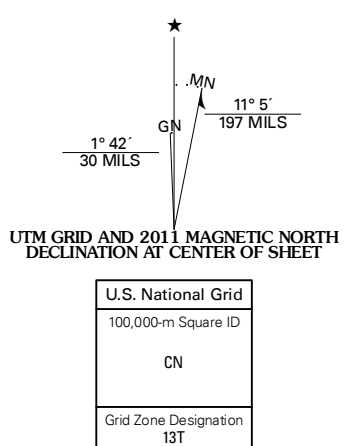 ★
MN
GN
11° 5´
197 MILS
1° 42´
30 MILS
UTM GRID AND 2011 MAGNETIC NORTH
DECLINATION AT CENTER OF SHEET
U.S. National Grid
100,000-m Square ID
CN
Grid Zone Designation
13T